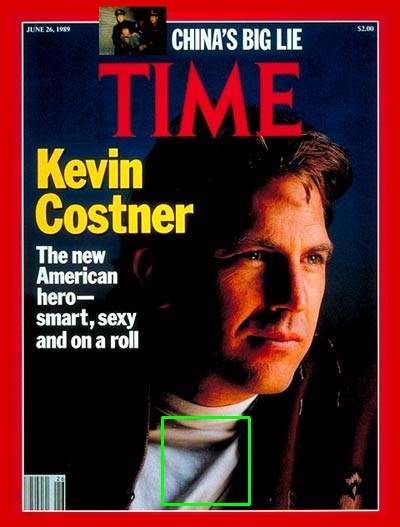 JUNE 26, 1989
$2.00
CHINA'S BIG LIE
TIME
Kevin
Costner
The new
American
hero—
smart, sexy
and on a roll
26